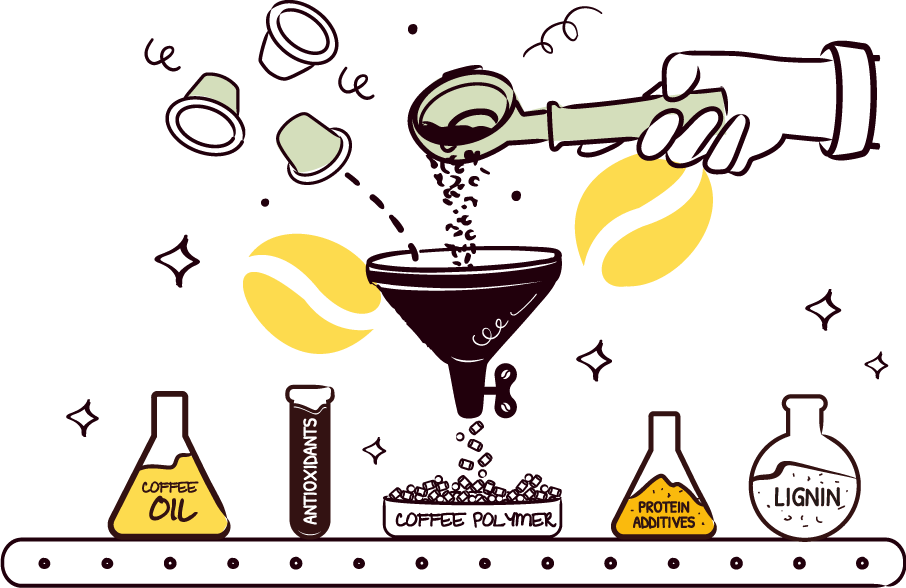 COFFEE
OIL
ANTIOXIDANTS
COFFEE POLYMER
PROTEIN
ADDITIVES
LIGNIN